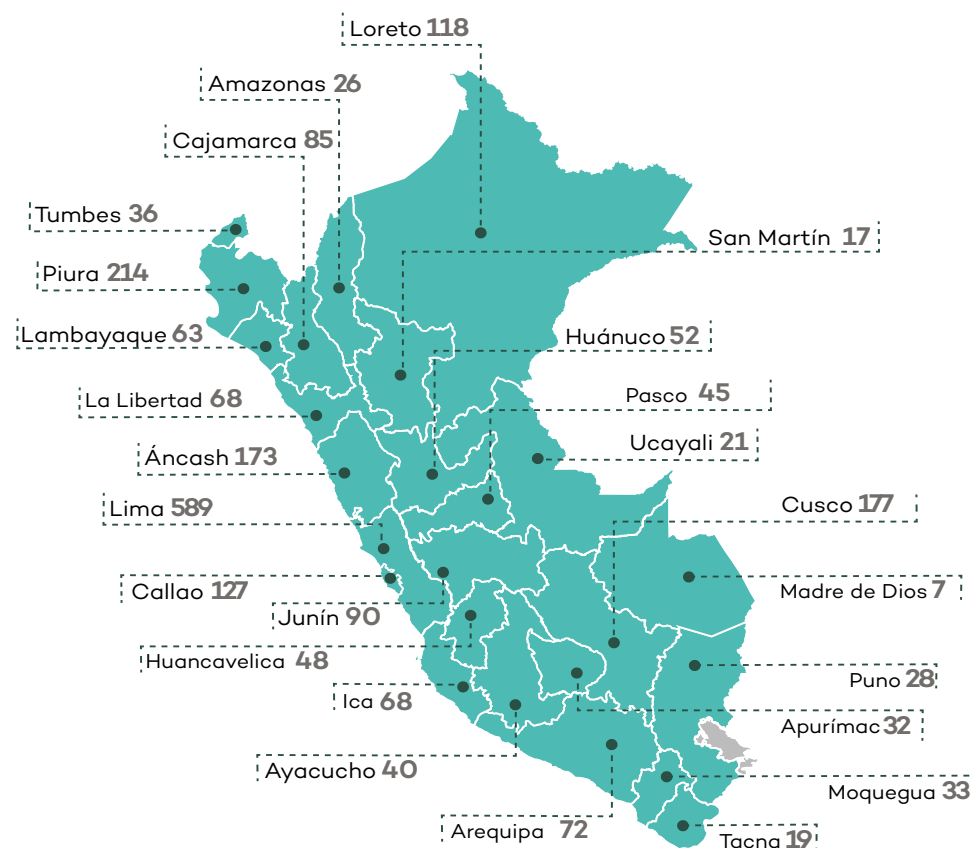 Loreto 118
Amazonas 26
Cajamarca 85
Tumbes 36
San Martín 17
Piura 214
Lambayaque 63
Huánuco 52
La Libertad 68
Pasco 45
Áncash 173
Ucayali 21
Lima 589
Cusco 177
Callao 127
Madre de Dios 7
Junín 90
Huancavelica 48
Puno 28
Ica 68
Apurímac 32
Ayacucho 40
Moquegua 33
Arequipa 72
Tacna 19